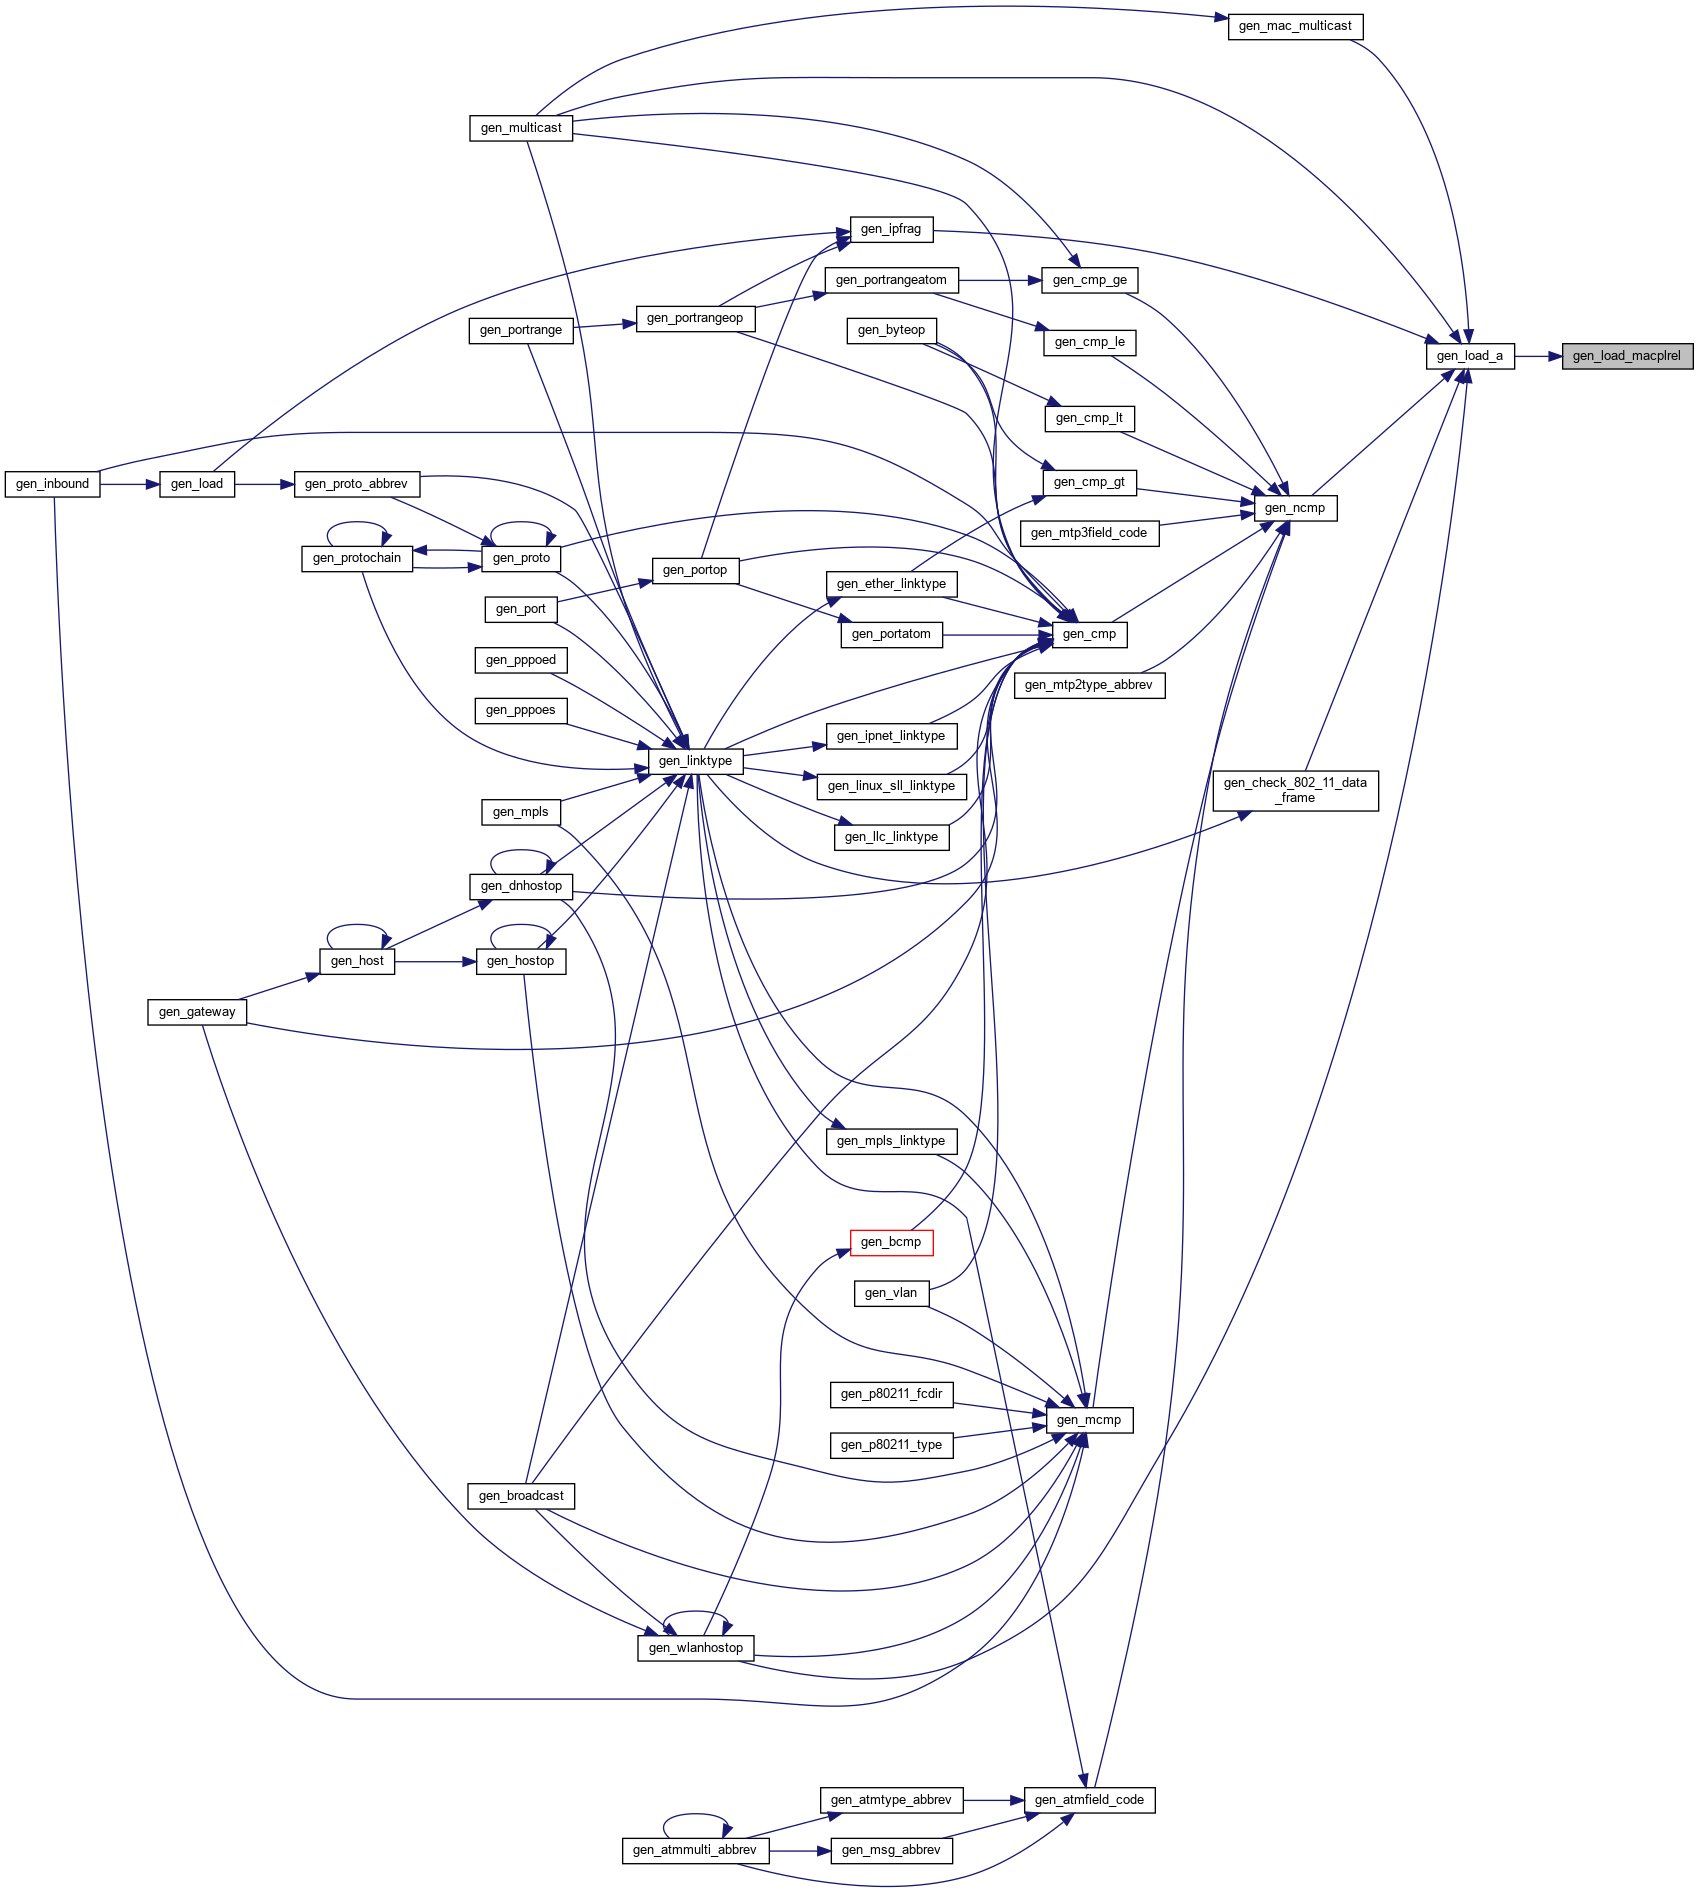 gen_mac_multicast
gen_multicast
gen_ipfrag
gen_portrangeatom
gen_cmp_ge
gen_portrangeop
gen_portrange
gen_byteop
gen_cmp_le
gen_load_a
gen_load_macplrel
gen_cmp_lt
gen_inbound
gen_load
gen_proto_abbrev
gen_cmp_gt
gen_ncmp
gen_mtp3field_code
gen_protochain
gen_proto
gen_portop
gen_ether_linktype
gen_port
gen_portatom
gen_cmp
gen_pppoed
gen_mtp2type_abbrev
gen_pppoes
gen_ipnet_linktype
gen_linktype
gen_linux_sll_linktype
gen_check_802_11_data
_frame
gen_mpls
gen_llc_linktype
gen_dnhostop
gen_host
gen_hostop
gen_gateway
gen_mpls_linktype
gen_bcmp
gen_vlan
gen_p80211_fcdir
gen_mcmp
gen_p80211_type
gen_broadcast
gen_wlanhostop
gen_atmtype_abbrev
gen_atmfield_code
gen_atmmulti_abbrev
gen_msg_abbrev